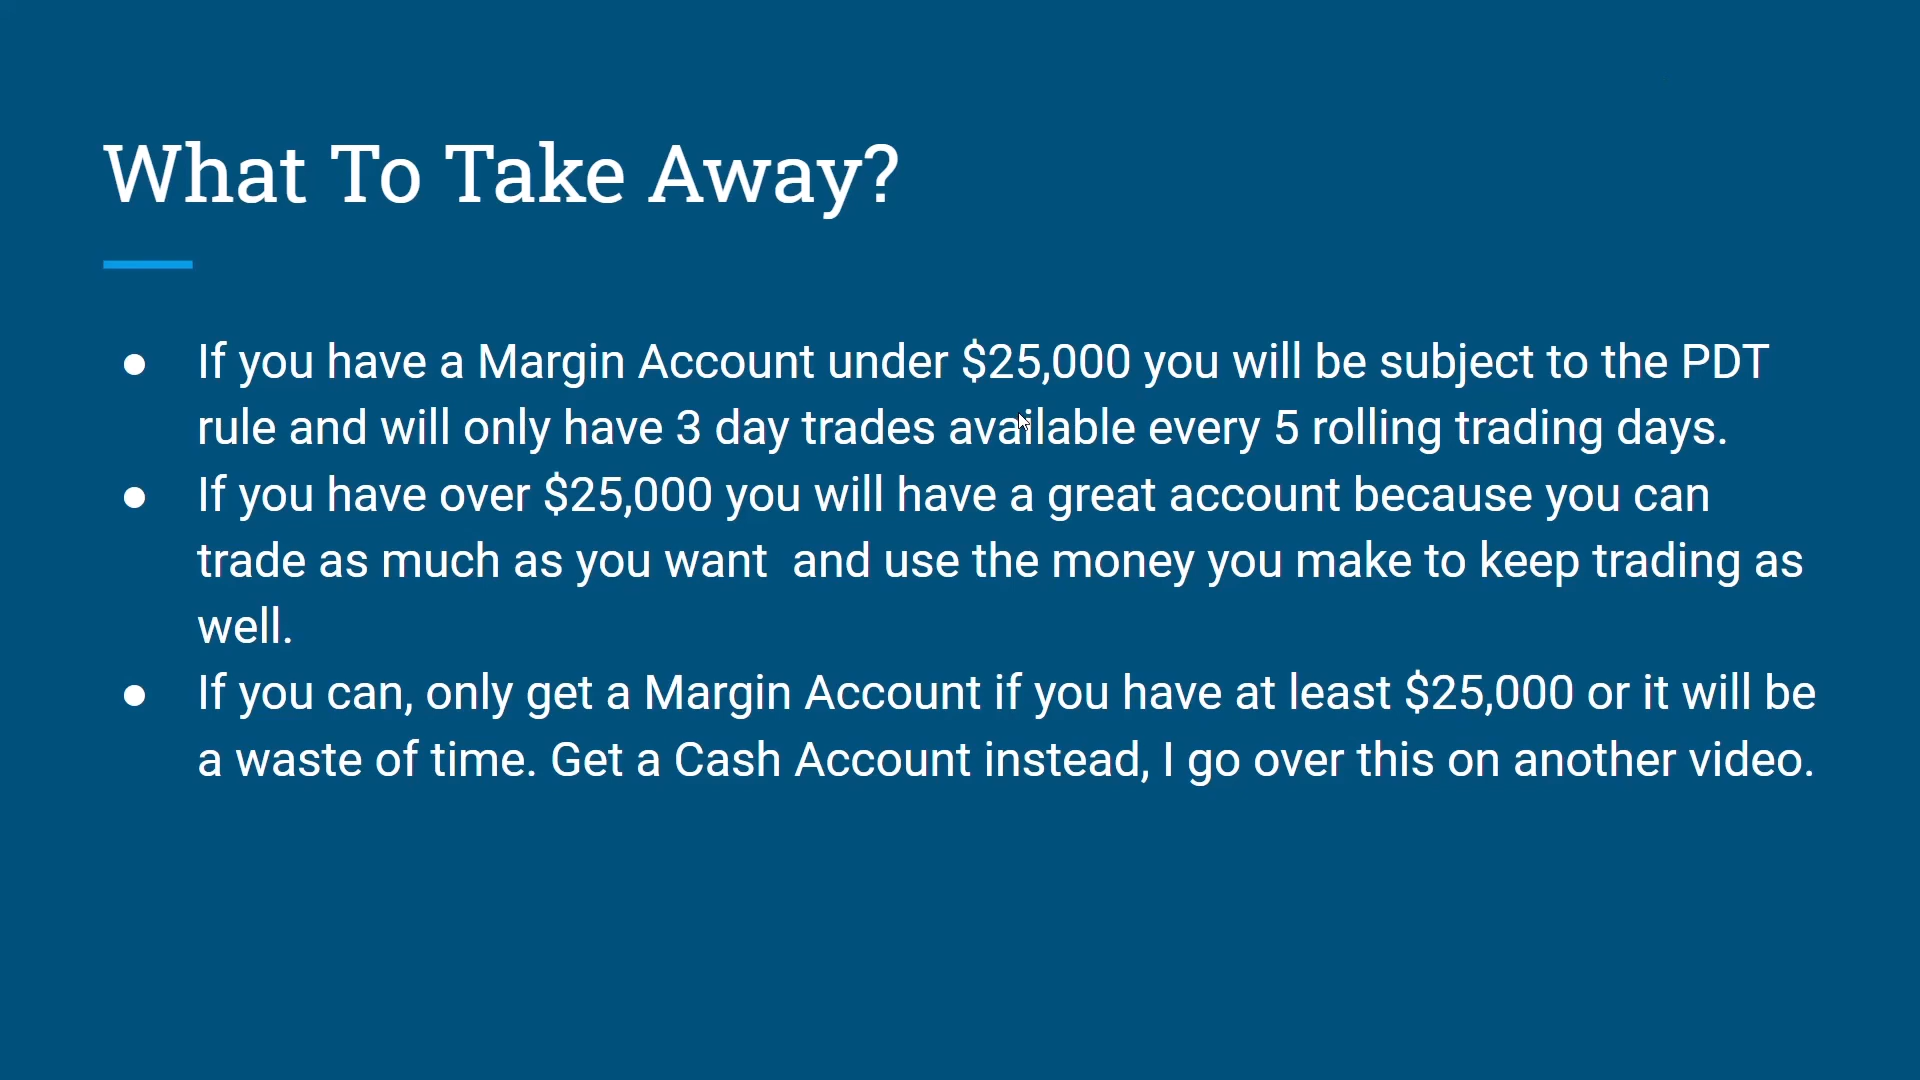 What To Take Away?
● If you have a Margin Account under $25,000 you will be subject to the PDT
rule and will only have 3 day trades available every 5 rolling trading days.
● If you have over $25,000 you will have a great account because you can
trade as much as you want  and use the money you make to keep trading as
well.
● If you can, only get a Margin Account if you have at least $25,000 or it will be
a waste of time. Get a Cash Account instead, I go over this on another video.